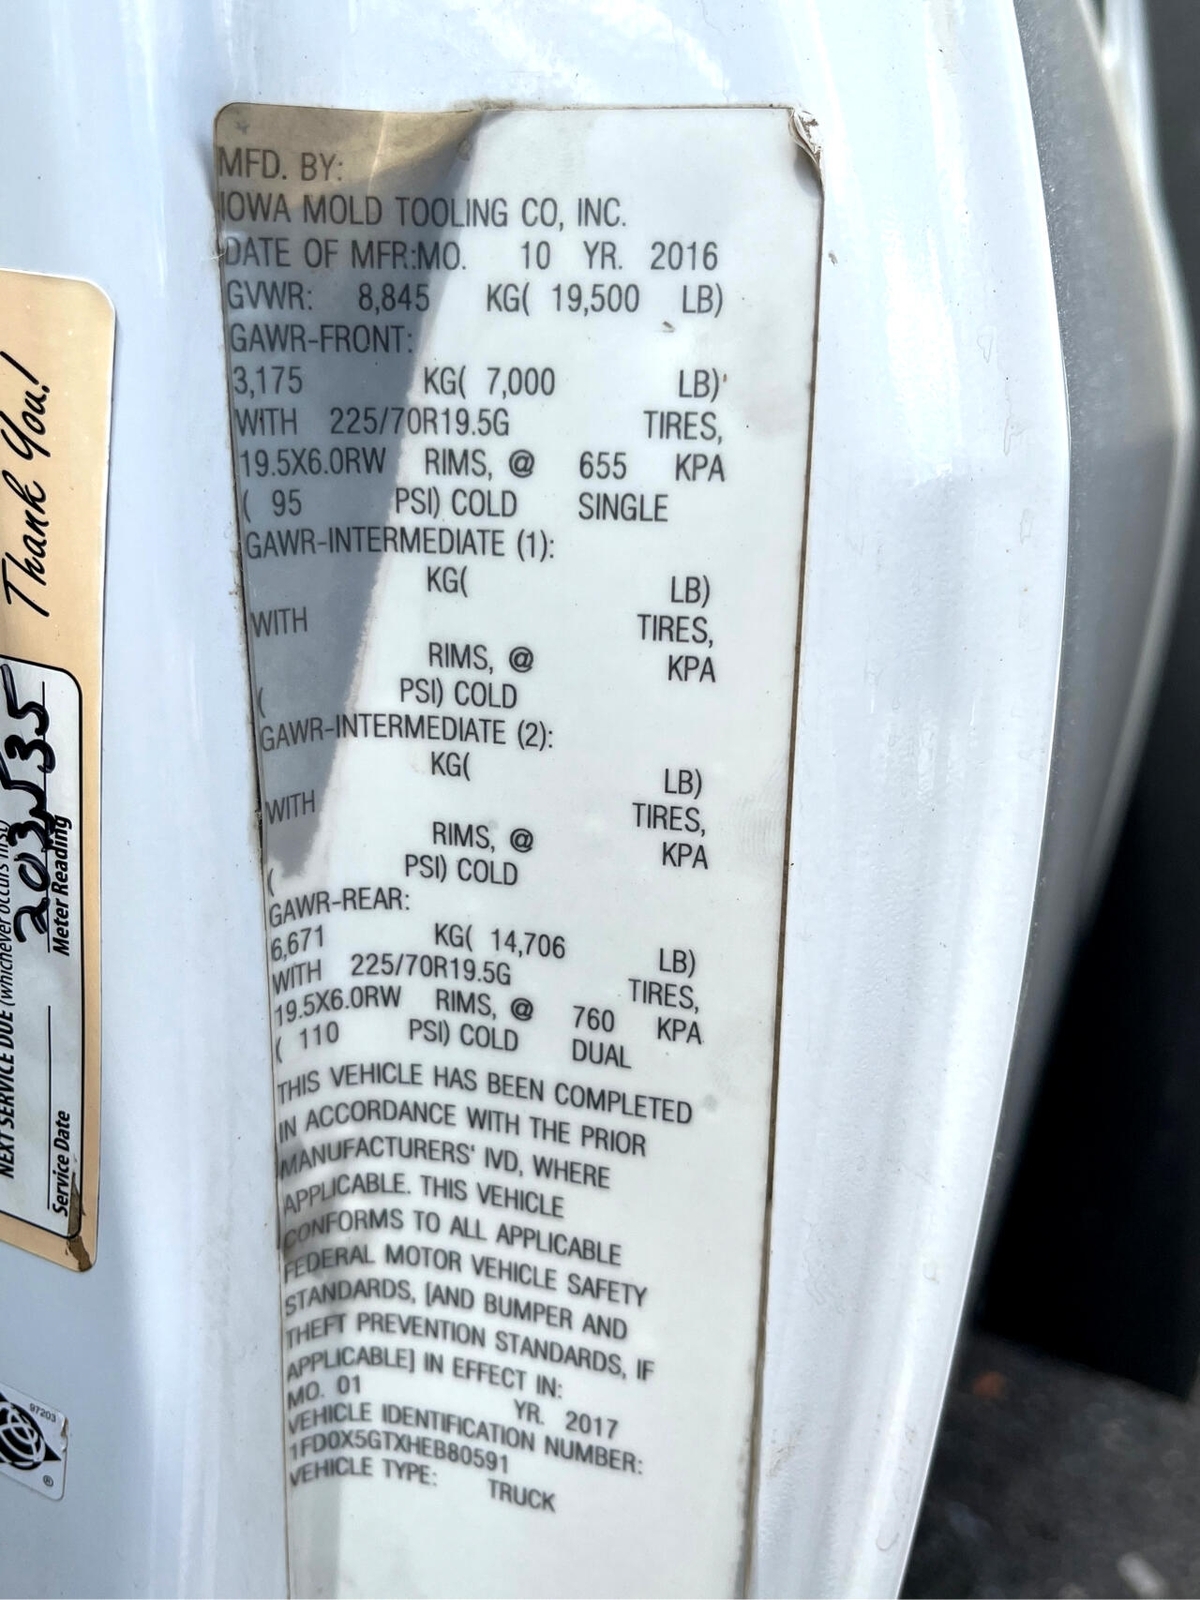 MFD. BY:
IOWA MOLD TOOLING CO, INC.
DATE OF MFR:MO. 10 YR. 2016
GVWR: 8,845 KG( 19,500 LB)
GAWR-FRONT:
3,175 KG( 7,000 LB)
WITH 225/70R19.5G TIRES,
19.5X6.0RW RIMS, @ 655 KPA
( 95 PSI) COLD SINGLE
GAWR-INTERMEDIATE (1):
KG( LB)
WITH TIRES,
RIMS, @ KPA
( PSI) COLD
GAWR-INTERMEDIATE (2):
KG( LB)
WITH TIRES,
RIMS, @ KPA
( PSI) COLD
GAWR-REAR:
6,671 KG( 14,706 LB)
WITH 225/70R19.5G TIRES,
19.5X6.0RW RIMS, @ 760 KPA
( 110 PSI) COLD DUAL
THIS VEHICLE HAS BEEN COMPLETED
IN ACCORDANCE WITH THE PRIOR
MANUFACTURERS' IVD, WHERE
APPLICABLE. THIS VEHICLE
CONFORMS TO ALL APPLICABLE
FEDERAL MOTOR VEHICLE SAFETY
STANDARDS, [AND BUMPER AND
THEFT PREVENTION STANDARDS, IF
APPLICABLE] IN EFFECT IN:
MO. 01 YR. 2017
VEHICLE IDENTIFICATION NUMBER:
1FD0X5GTXHEB80591
VEHICLE TYPE: TRUCK
Thank You!
NEXT SERVICE DUE (whichever occurs first)
203,535
Service Date Meter Reading
97203
®